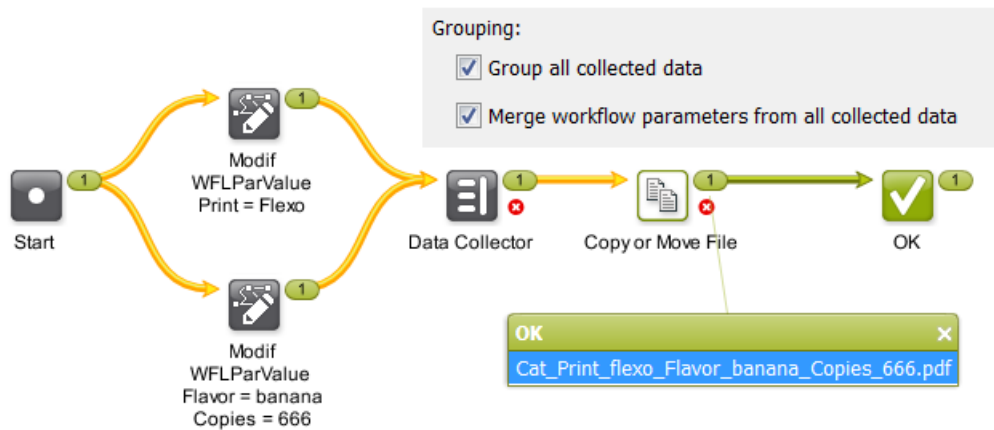 Grouping:
Group all collected data
Merge workflow parameters from all collected data
1
Modif
WFLParValue
Print = Flexo
1
Start
1
Data Collector
1
Copy or Move File
1
OK
1
Modif
WFLParValue
Flavor = banana
Copies = 666
OK
Cat_Print_flexo_Flavor_banana_Copies_666.pdf